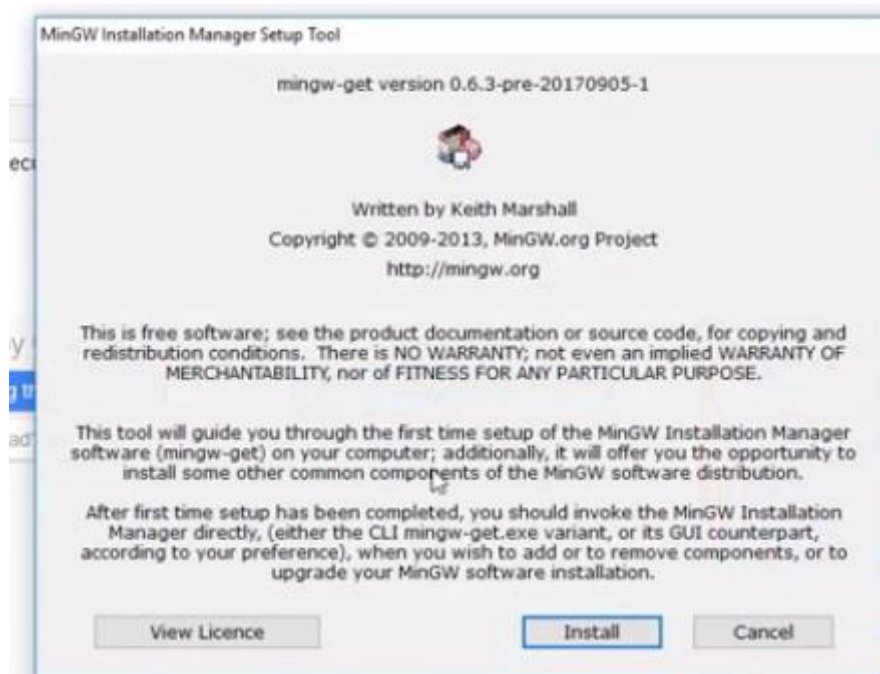 MinGW Installation Manager Setup Tool
mingw-get version 0.6.3-pre-20170905-1
Written by Keith Marshall
Copyright © 2009-2013, MinGW.org Project
http://mingw.org
This is free software; see the product documentation or source code, for copying and
redistribution conditions. There is NO WARRANTY; not even an implied WARRANTY OF
MERCHANTABILITY, nor of FITNESS FOR ANY PARTICULAR PURPOSE.
This tool will guide you through the first time setup of the MinGW Installation Manager
software (mingw-get) on your computer; additionally, it will offer you the opportunity to
install some other common components of the MinGW software distribution.
After first time setup has been completed, you should invoke the MinGW Installation
Manager directly, (either the CLI mingw-get.exe variant, or its GUI counterpart,
according to your preference), when you wish to add or to remove components, or to
upgrade your MinGW software installation.
View Licence
Install
Cancel